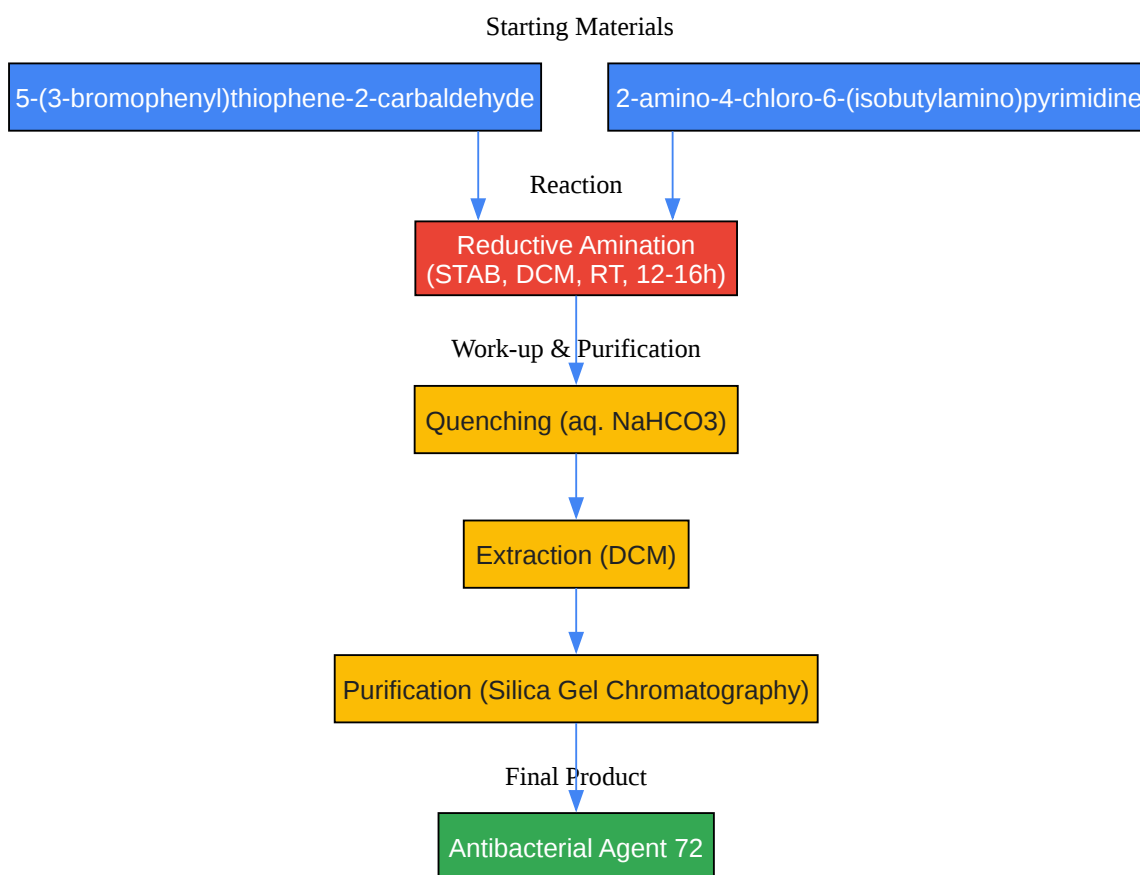 Starting Materials
5-(3-bromophenyl)thiophene-2-carbaldehyde
2-amino-4-chloro-6-(isobutylamino)pyrimidine
Reaction
Reductive Amination
(STAB, DCM, RT, 12-16h)
Work-up & Purification
Quenching (aq. NaHCO3)
Extraction (DCM)
Purification (Silica Gel Chromatography)
Final Product
Antibacterial Agent 72